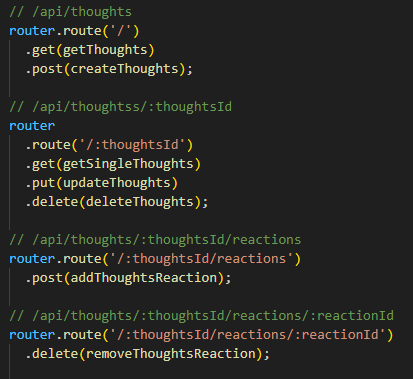 // /api/thoughts
router.route('/')
.get(getThoughts)
.post(createThoughts);
// /api/thoughtss/:thoughtsId
router
.route('/:thoughtsId')
.get(getSingleThoughts)
.put(updateThoughts)
.delete(deleteThoughts);
// /api/thoughts/:thoughtsId/reactions
router.route('/:thoughtsId/reactions')
.post(addThoughtsReaction);
// /api/thoughts/:thoughtsId/reactions/:reactionId
router.route('/:thoughtsId/reactions/:reactionId')
.delete(removeThoughtsReaction);